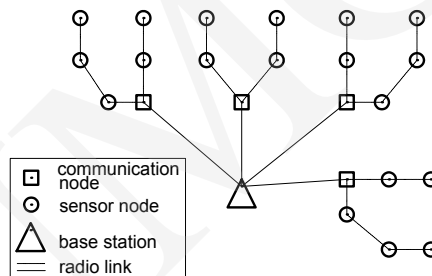 communication
node
sensor node
base station
radio link